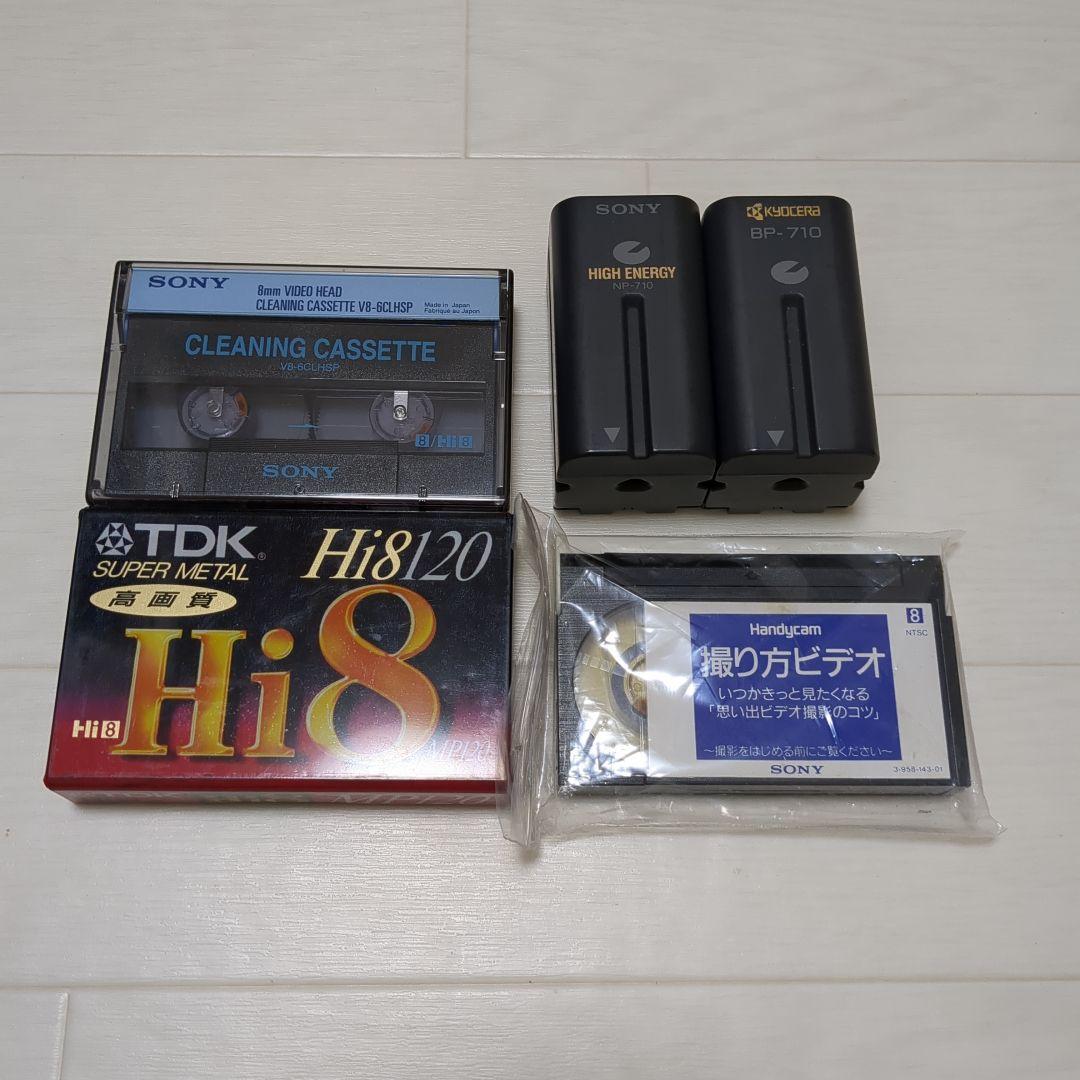 SONY
8mm VIDEO HEAD
CLEANING CASSETTE V8-6CLHSP
Made in Japan
Fabriqué au Japon
CLEANING CASSETTE
V8-6CLHSP
8/Hi8
SONY
TDK
SUPER METAL
高画質
Hi8 120
Hi8
Hi8
MP120
SONY
HIGH ENERGY
NP-710
KYOCERA
BP-710
8
NTSC
Handycam
撮り方ビデオ
いつかきっと見たくなる
「思い出ビデオ撮影のコツ」
～撮影をはじめる前にご覧ください～
SONY
3-958-143-01